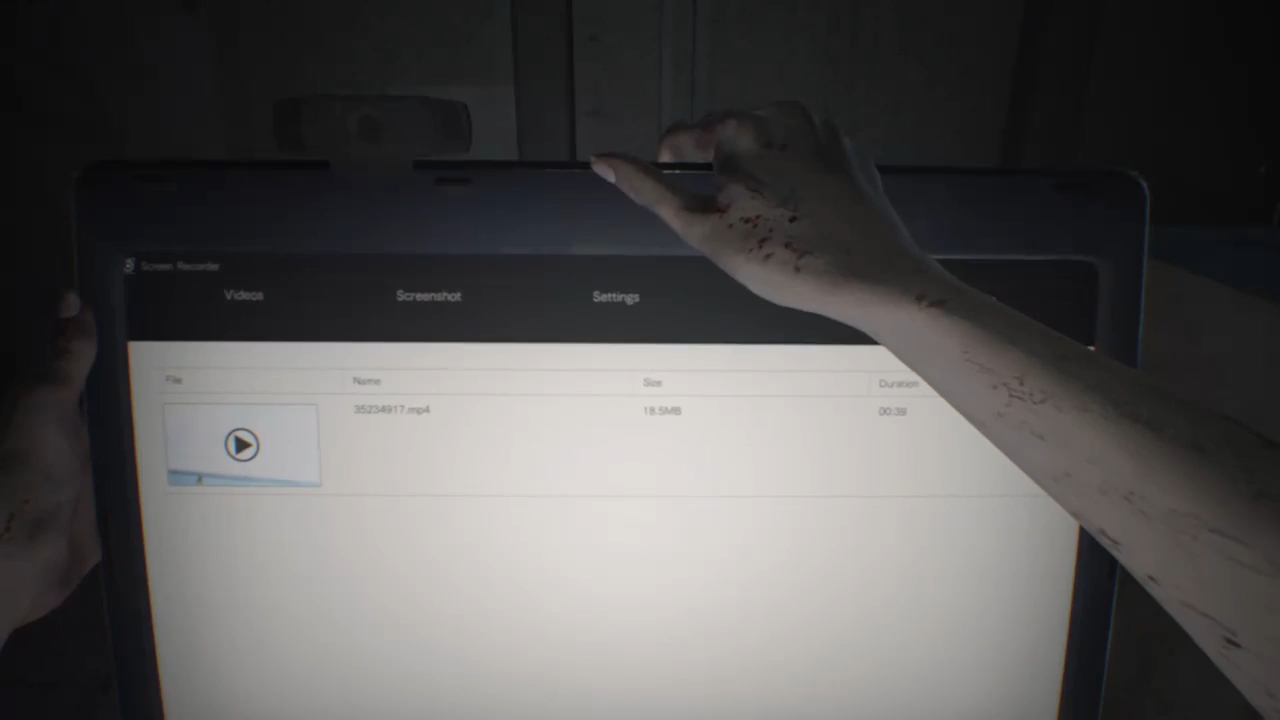 Screen Recorder
Videos Screenshot Settings
File Name Size Duration
35234917.mp4 18.5MB 00:39